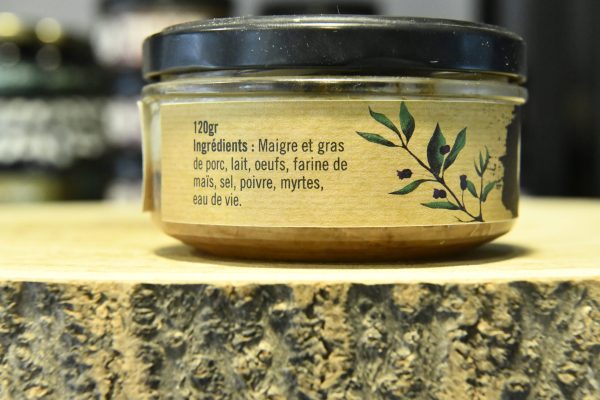 120gr
Ingrédients : Maigre et gras
de porc, lait, oeufs, farine de
maïs, sel, poivre, myrtes,
eau de vie.